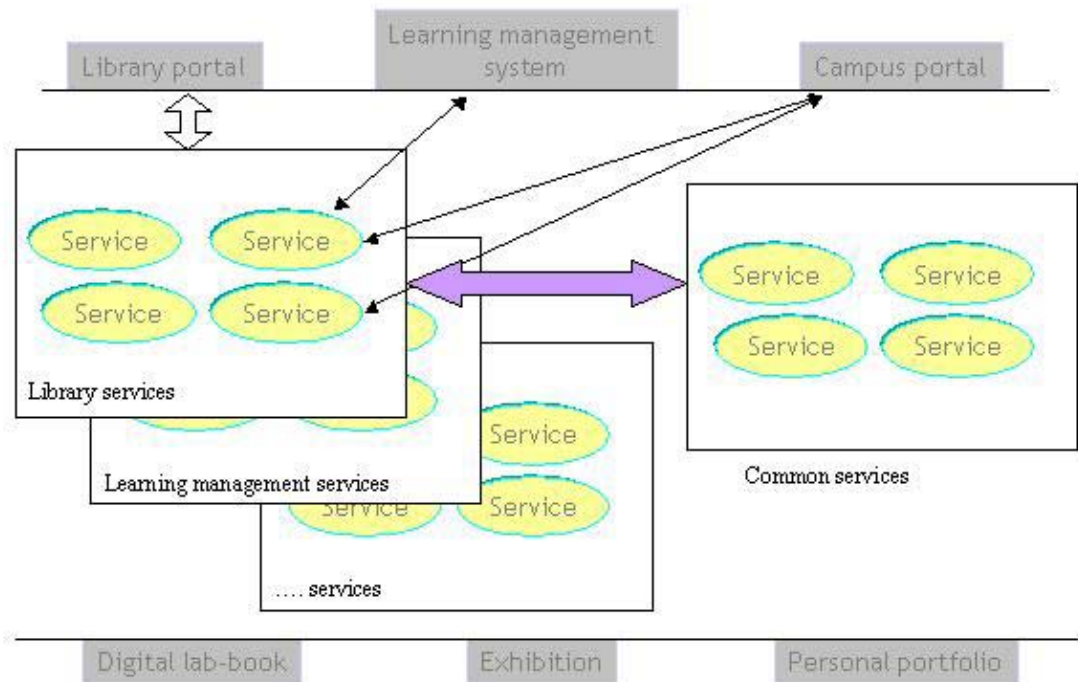 Library portal
Learning management
system
Campus portal
Service
Service
Service
Service
Library services
Learning management services
Service
Service
Service
.... services
Service
Service
Service
Service
Common services
Digital lab-book
Exhibition
Personal portfolio